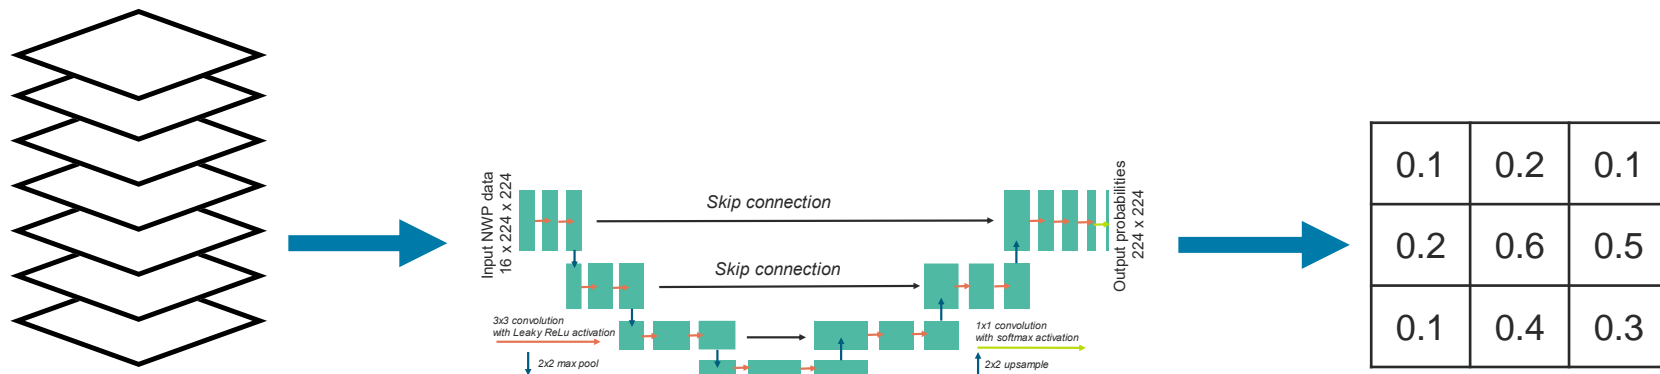 Input NWP data
16 x 224 x 224
Skip connection
Skip connection
3x3 convolution
with Leaky ReLu activation
2x2 max pool
1x1 convolution
with softmax activation
2x2 upsample
Output probabilities
224 x 224
0.1 0.2 0.1
0.2 0.6 0.5
0.1 0.4 0.3